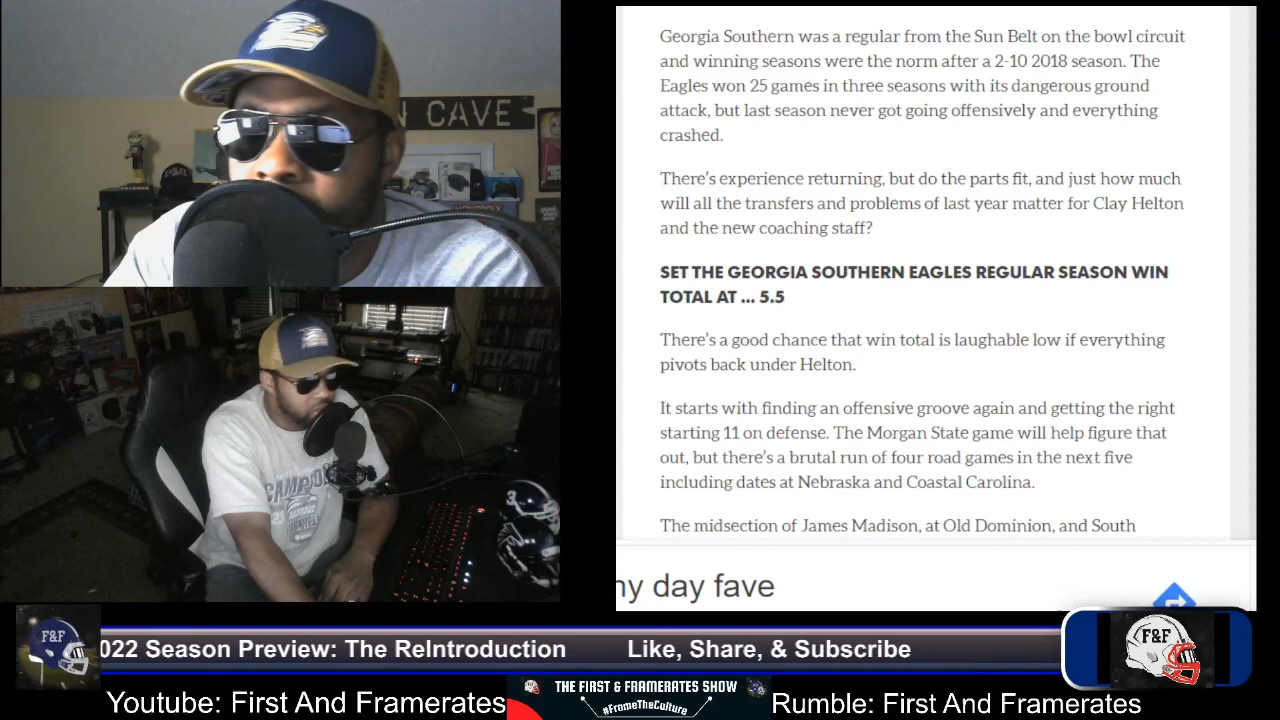 N CAVE
MONOPOLY
Georgia Southern was a regular from the Sun Belt on the bowl circuit
and winning seasons were the norm after a 2-10 2018 season. The
Eagles won 25 games in three seasons with its dangerous ground
attack, but last season never got going offensively and everything
crashed.
There's experience returning, but do the parts fit, and just how much
will all the transfers and problems of last year matter for Clay Helton
and the new coaching staff?
SET THE GEORGIA SOUTHERN EAGLES REGULAR SEASON WIN
TOTAL AT ... 5.5
There's a good chance that win total is laughable low if everything
pivots back under Helton.
It starts with finding an offensive groove again and getting the right
starting 11 on defense. The Morgan State game will help figure that
out, but there's a brutal run of four road games in the next five
including dates at Nebraska and Coastal Carolina.
The midsection of James Madison, at Old Dominion, and South
ny day fave
F&F
022 Season Preview: The ReIntroduction Like, Share, & Subscribe
F&F
Youtube: First And Framerates
THE FIRST & FRAMERATES SHOW
#FrameTheCulture
Rumble: First And Framerates